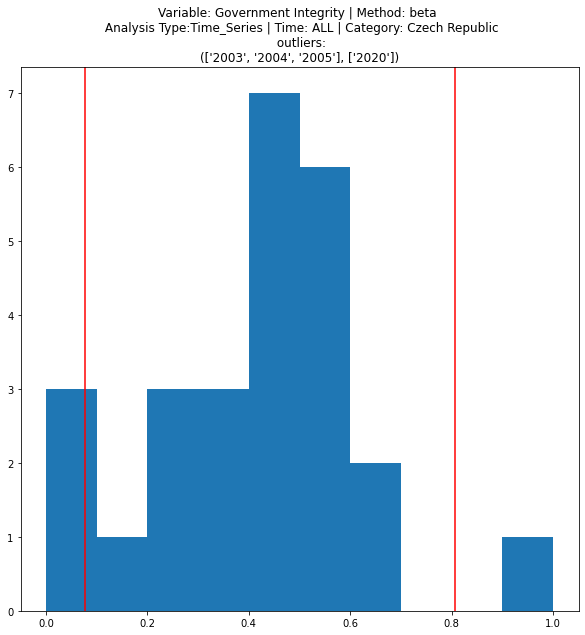 Variable: Government Integrity | Method: beta
Analysis Type:Time_Series | Time: ALL | Category: Czech Republic
outliers:
(['2003', '2004', '2005'], ['2020'])
7
6
5
4
3
2
1
0
0.0 0.2 0.4 0.6 0.8 1.0